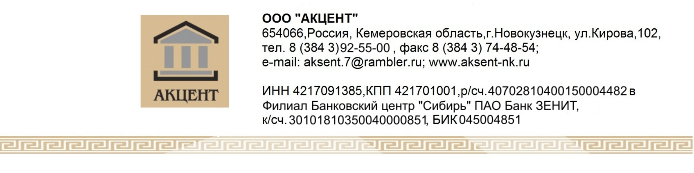 АКЦЕНТ
ООО "АКЦЕНТ"
654066,Россия, Кемеровская область,г.Новокузнецк, ул.Кирова,102,
тел. 8 (384 3)92-55-00 , факс 8 (384 3) 74-48-54;
e-mail: aksent.7@rambler.ru; www.aksent-nk.ru
ИНН 4217091385,КПП 421701001,р/сч.40702810400150004482 в
Филиал Банковский центр "Сибирь" ПАО Банк ЗЕНИТ,
к/сч. 30101810350040000851, БИК 045004851